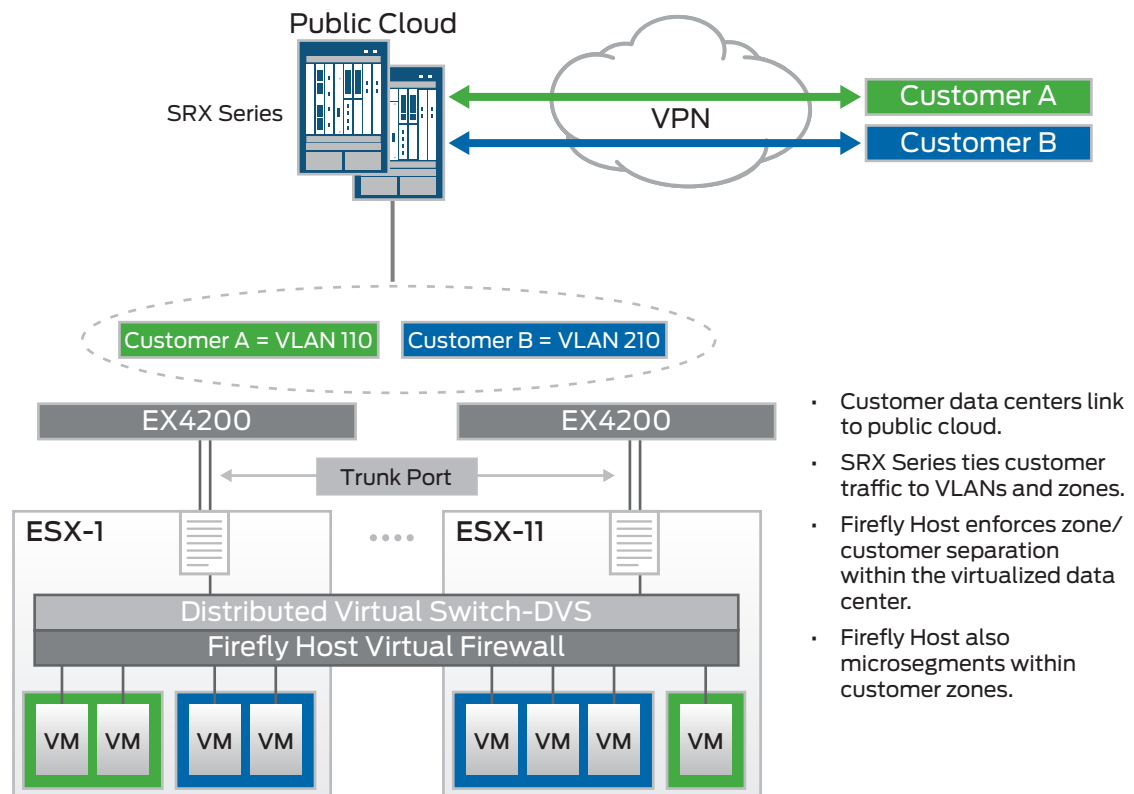 Public Cloud
SRX Series
VPN
Customer A
Customer B
Customer A = VLAN 110
Customer B = VLAN 210
EX4200
EX4200
Trunk Port
ESX-1
ESX-11
Distributed Virtual Switch-DVS
Firefly Host Virtual Firewall
VM
VM
VM
VM
VM
VM
VM
VM
· Customer data centers link
to public cloud.
· SRX Series ties customer
traffic to VLANs and zones.
· Firefly Host enforces zone/
customer separation
within the virtualized data
center.
· Firefly Host also
microsegments within
customer zones.